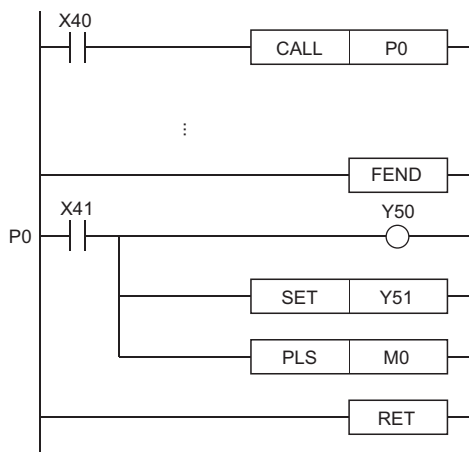 X40
CALL P0
⋮
FEND
X41 Y50
P0
SET Y51
PLS M0
RET